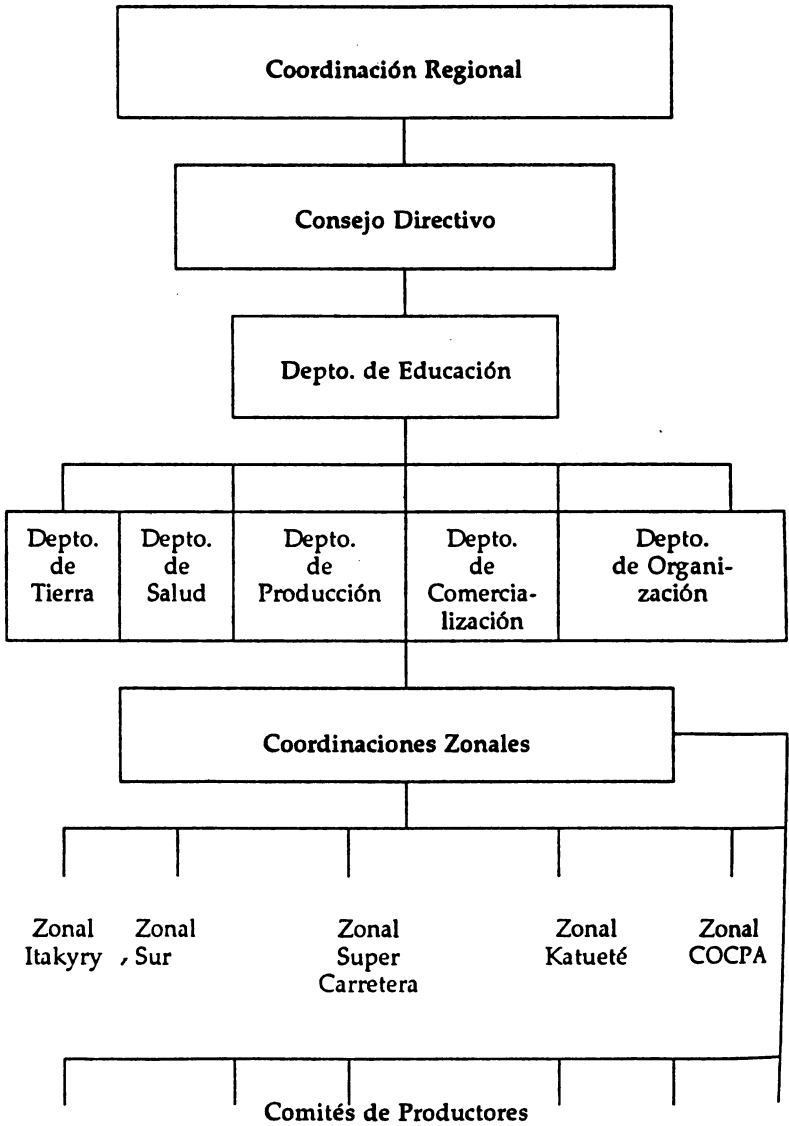 Coordinación Regional
Consejo Directivo
Depto. de Educación
Depto.
de
Tierra
Depto.
de
Salud
Depto.
de
Producción
Depto.
de
Comercia-
lización
Depto.
de Organi-
zación
Coordinaciones Zonales
Zonal
Itakyry
Zonal
Sur
Zonal
Super
Carretera
Zonal
Katueté
Zonal
COCPA
Comités de Productores